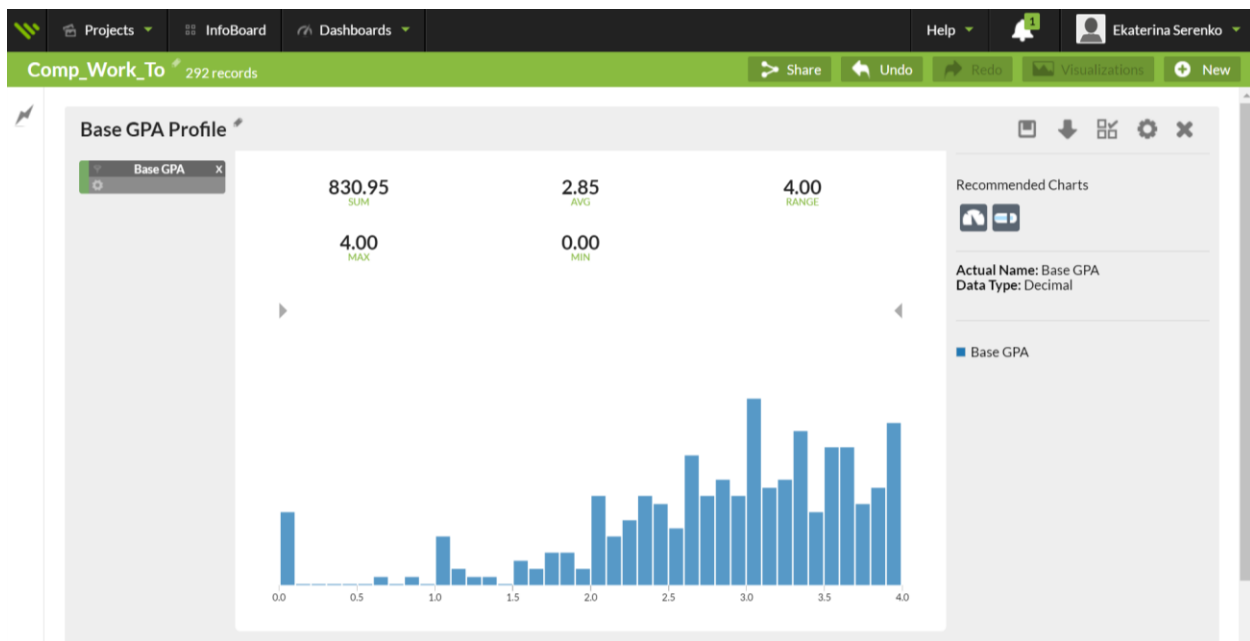 Projects InfoBoard Dashboards Help 1 Ekaterina Serenko
Comp_Work_To 292 records Share Undo Redo Visualizations New
Base GPA Profile
Base GPA X
830.95 2.85 4.00
SUM AVG RANGE
4.00 0.00
MAX MIN
Recommended Charts
Actual Name: Base GPA
Data Type: Decimal
Base GPA
0.0 0.5 1.0 1.5 2.0 2.5 3.0 3.5 4.0